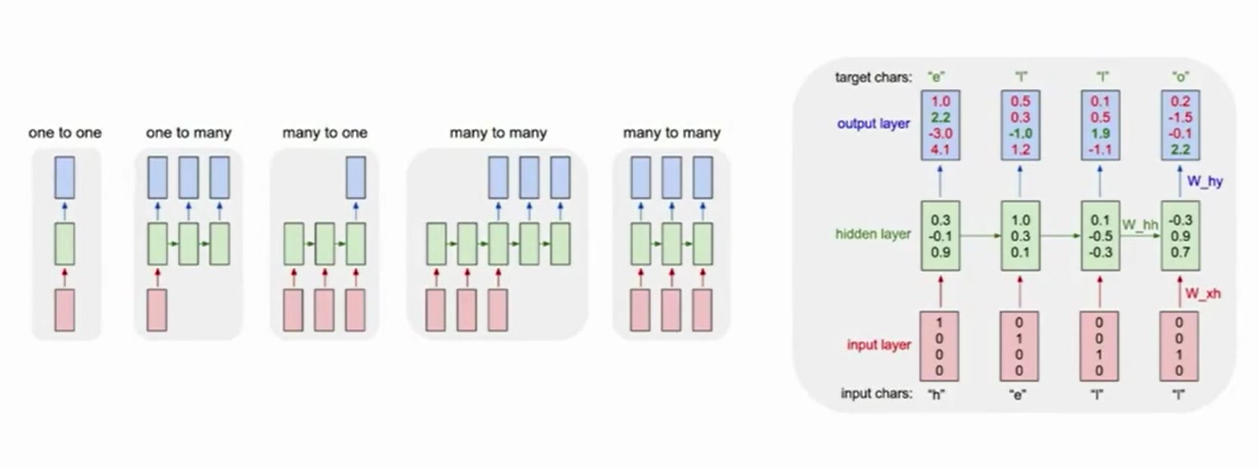 one to one
one to many
many to one
many to many
many to many
target chars: "e" "l" "l" "o"
output layer
1.0 0.5 0.1 0.2
2.2 0.3 0.5 -1.5
-3.0 -1.0 1.9 -0.1
4.1 1.2 -1.1 2.2
W_hy
hidden layer
0.3 1.0 0.1 -0.3
-0.1 0.3 -0.5 0.9
0.9 0.1 -0.3 0.7
W_hh
W_xh
input layer
1 0 0 0
0 1 0 0
0 0 1 1
0 0 0 0
input chars: "h" "e" "l" "l"